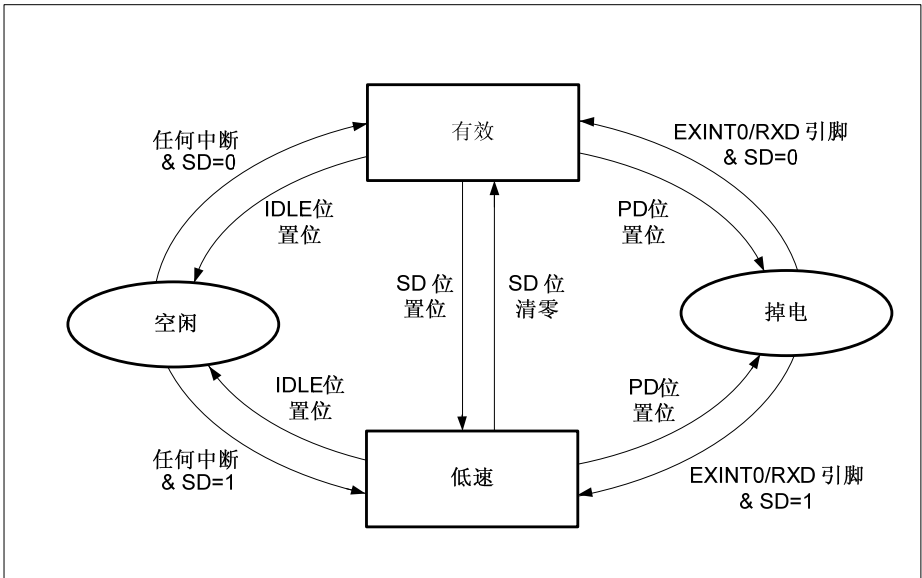 有效
任何中断
& SD=0
EXINT0/RXD 引脚
& SD=0
IDLE位
置位
PD位
置位
SD 位
置位
SD 位
清零
空闲
掉电
IDLE位
置位
PD位
置位
任何中断
& SD=1
低速
EXINT0/RXD 引脚
& SD=1